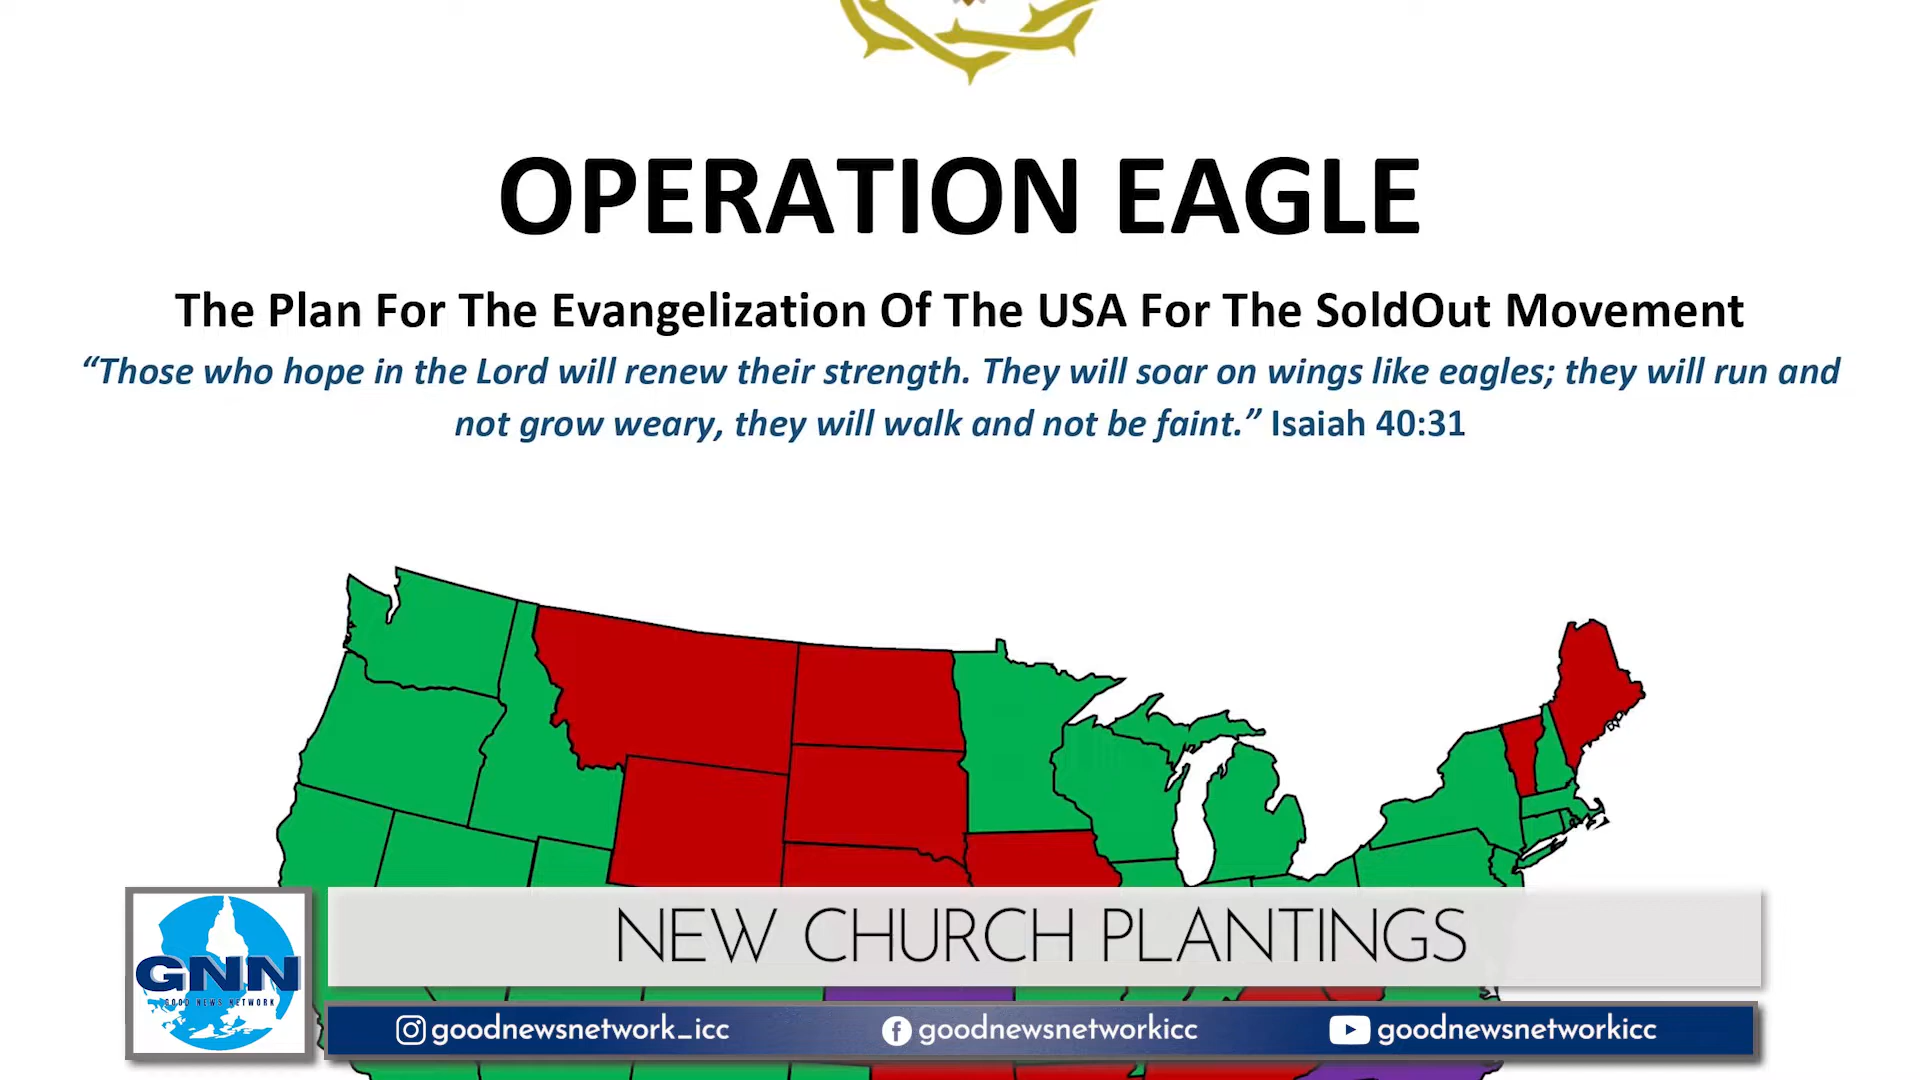 OPERATION EAGLE
The Plan For The Evangelization Of The USA For The SoldOut Movement
“Those who hope in the Lord will renew their strength. They will soar on wings like eagles; they will run and
not grow weary, they will walk and not be faint.” Isaiah 40:31
NEW CHURCH PLANTINGS
GNN
GOOD NEWS NETWORK
goodnewsnetwork_icc goodnewsnetworkicc goodnewsnetworkicc